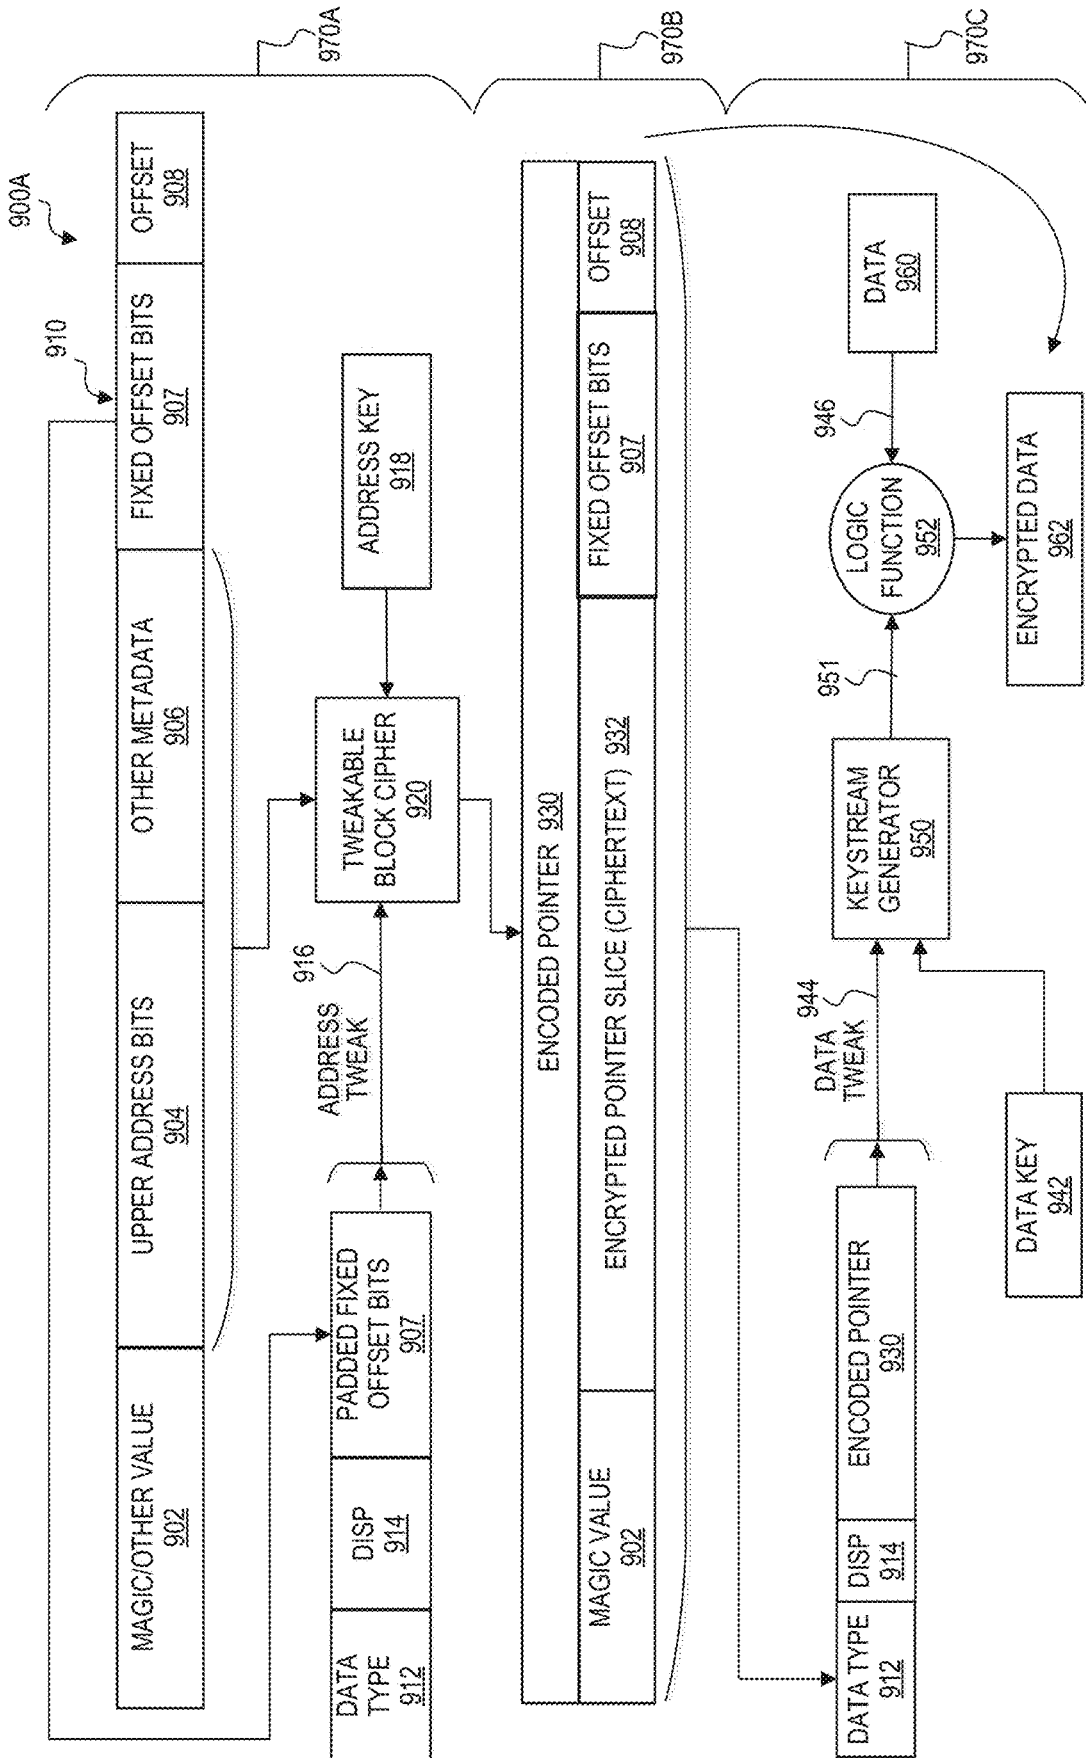 900A
910
MAGIC/OTHER VALUE
902
UPPER ADDRESS BITS
904
OTHER METADATA
906
FIXED OFFSET BITS
907
OFFSET
908
970A
DATA
TYPE
912
DISP
914
PADDED FIXED
OFFSET BITS
907
ADDRESS
TWEAK
916
TWEAKABLE
BLOCK CIPHER
920
ADDRESS KEY
918
ENCODED POINTER 930
MAGIC VALUE
902
ENCRYPTED POINTER SLICE (CIPHERTEXT) 932
FIXED OFFSET BITS
907
OFFSET
908
970B
DATA TYPE
912
DISP
914
ENCODED POINTER
930
DATA
TWEAK
944
DATA KEY
942
KEYSTREAM
GENERATOR
950
951
LOGIC
FUNCTION
952
946
DATA
960
ENCRYPTED DATA
962
970C